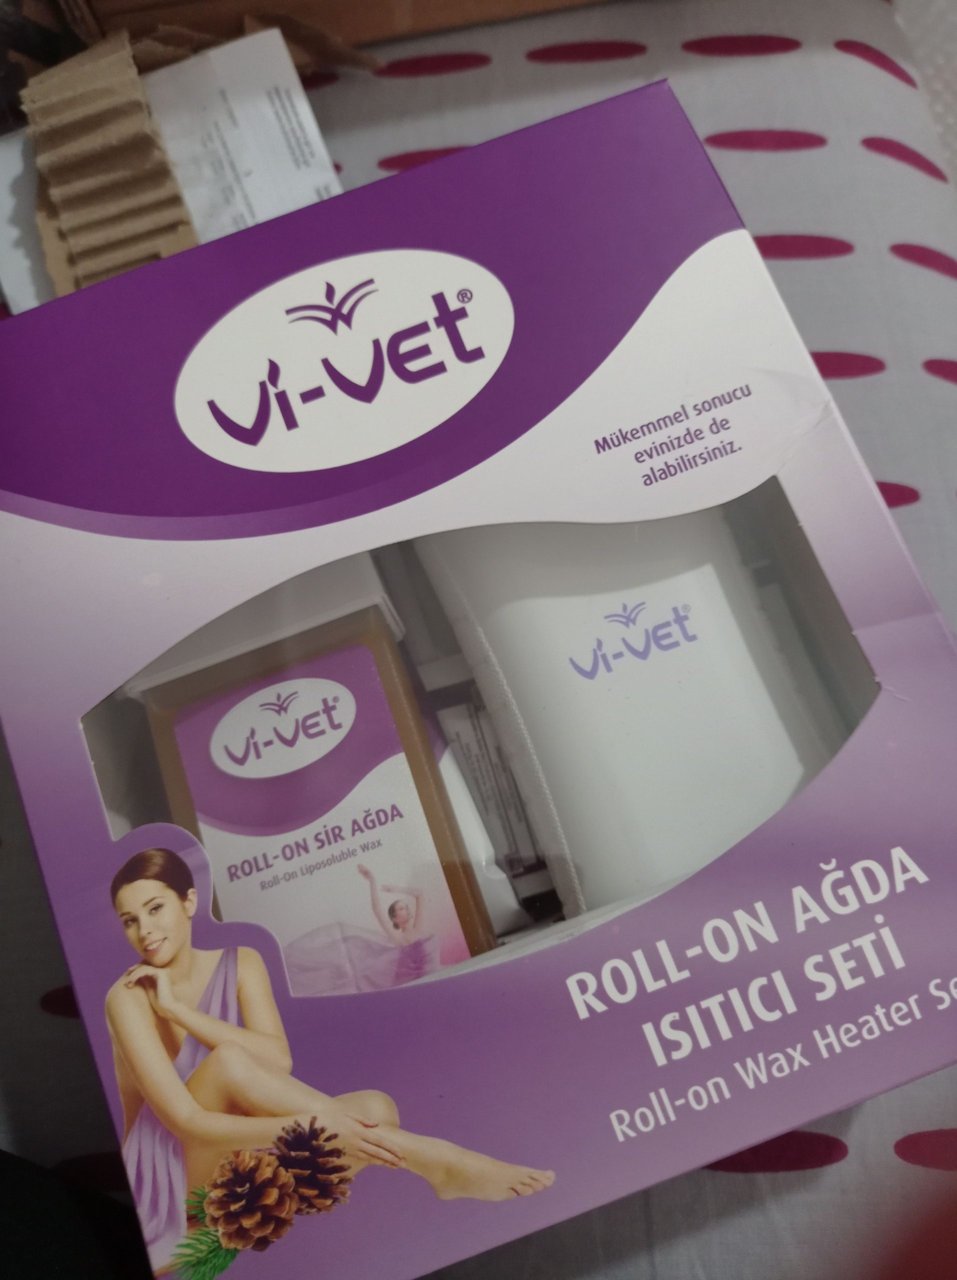 Vi-VET®
Mükemmel sonucu
evinizde de
alabilirsiniz.
Vi-VET®
Vi-VET®
ROLL-ON SİR AĞDA
Roll-On Liposoluble Wax
ROLL-ON AĞDA
ISITICI SETİ
Roll-on Wax Heater